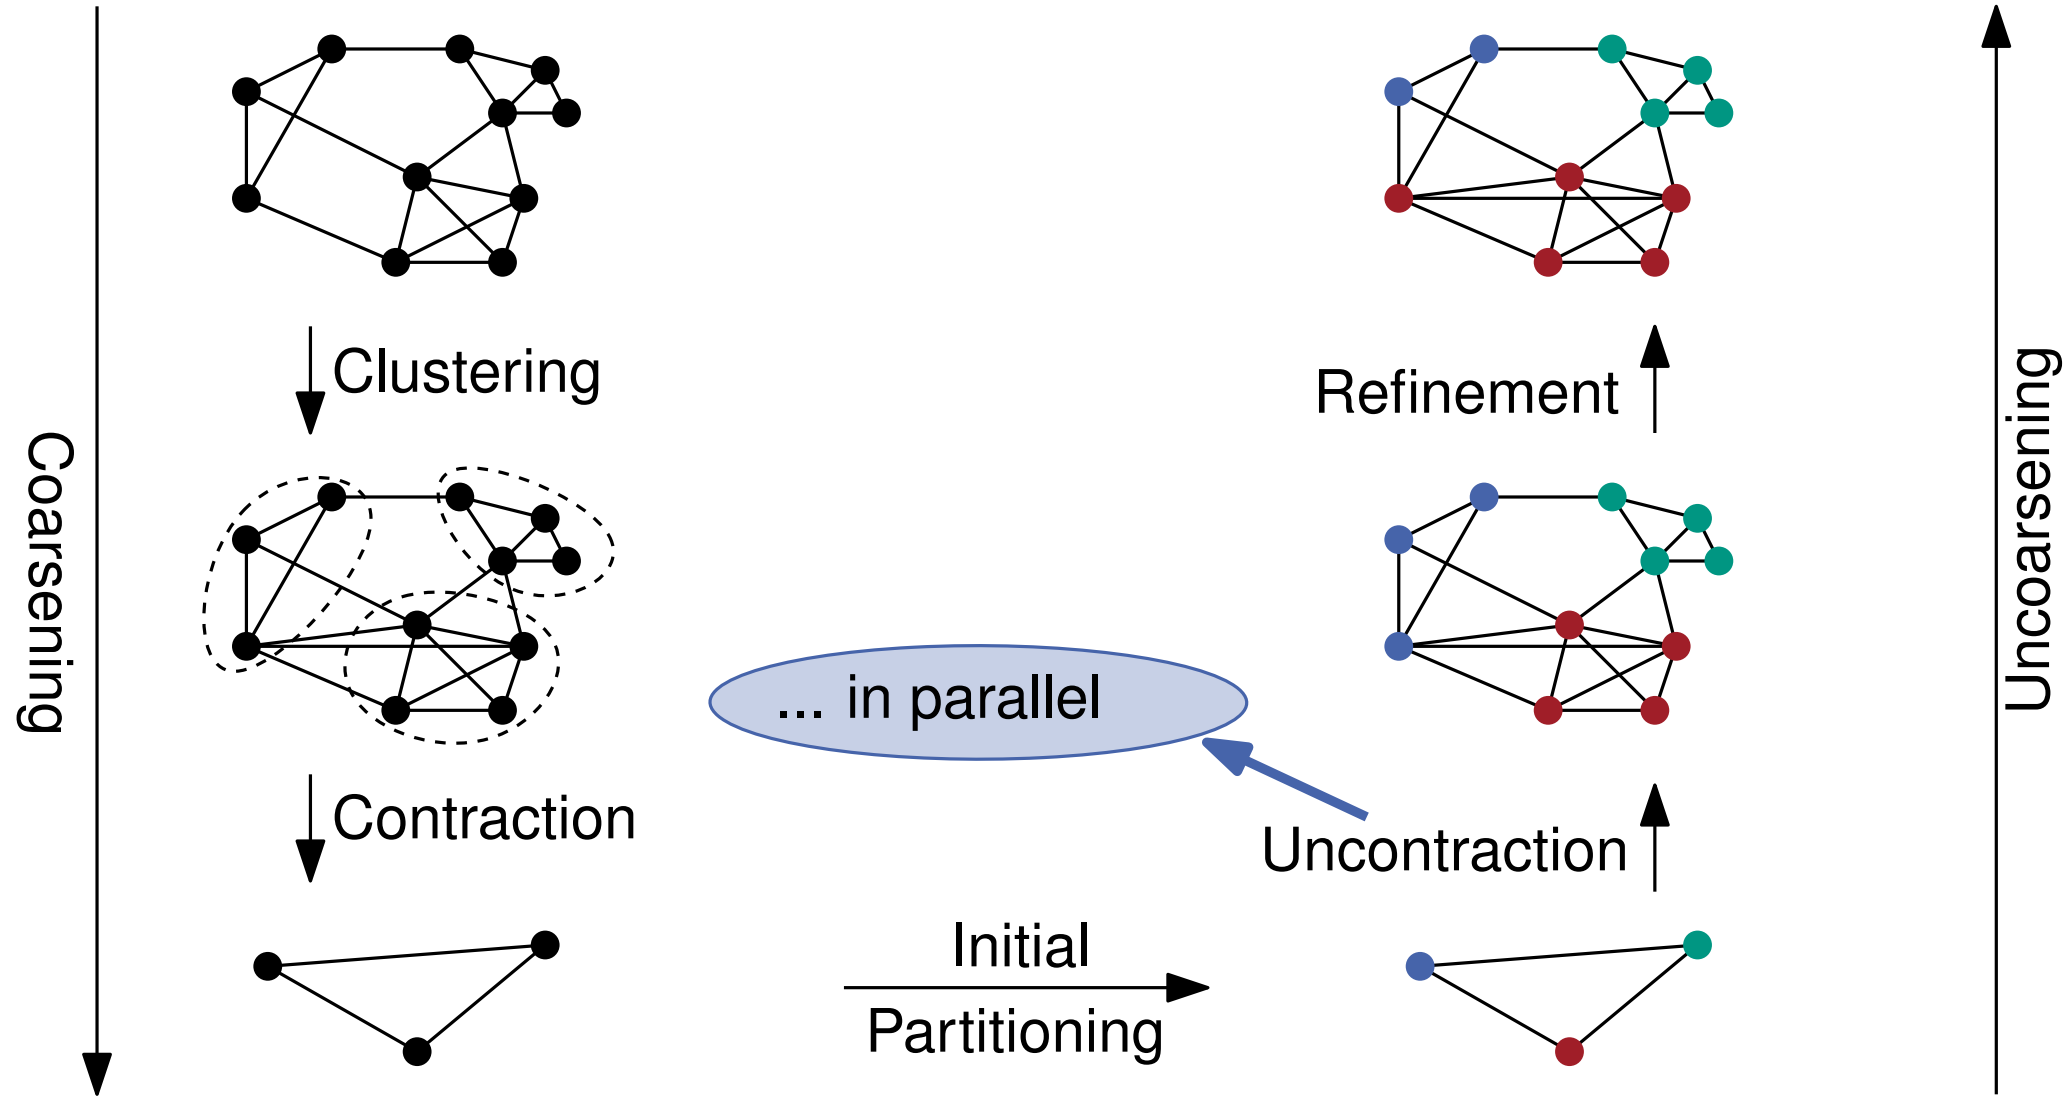 Coarsening
Clustering
Contraction
... in parallel
Initial
Partitioning
Refinement
Uncontraction
Uncoarsening